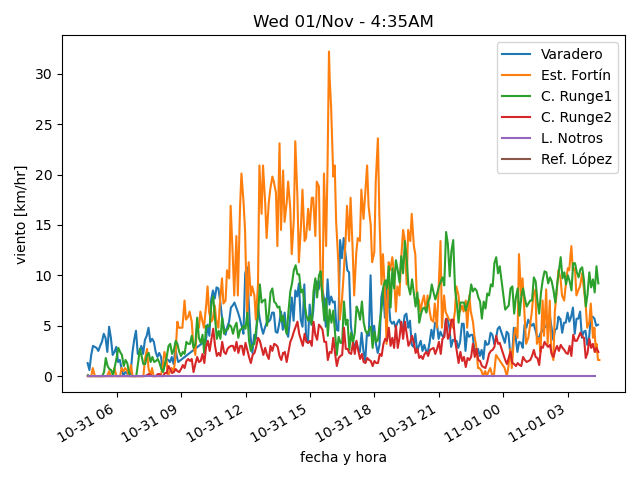 Wed 01/Nov - 4:35AM
viento [km/hr]
30
25
20
15
10
5
0
Varadero
Est. Fortín
C. Runge1
C. Runge2
L. Notros
Ref. López
10-31 06
10-31 09
10-31 12
10-31 15
10-31 18
10-31 21
11-01 00
11-01 03
fecha y hora